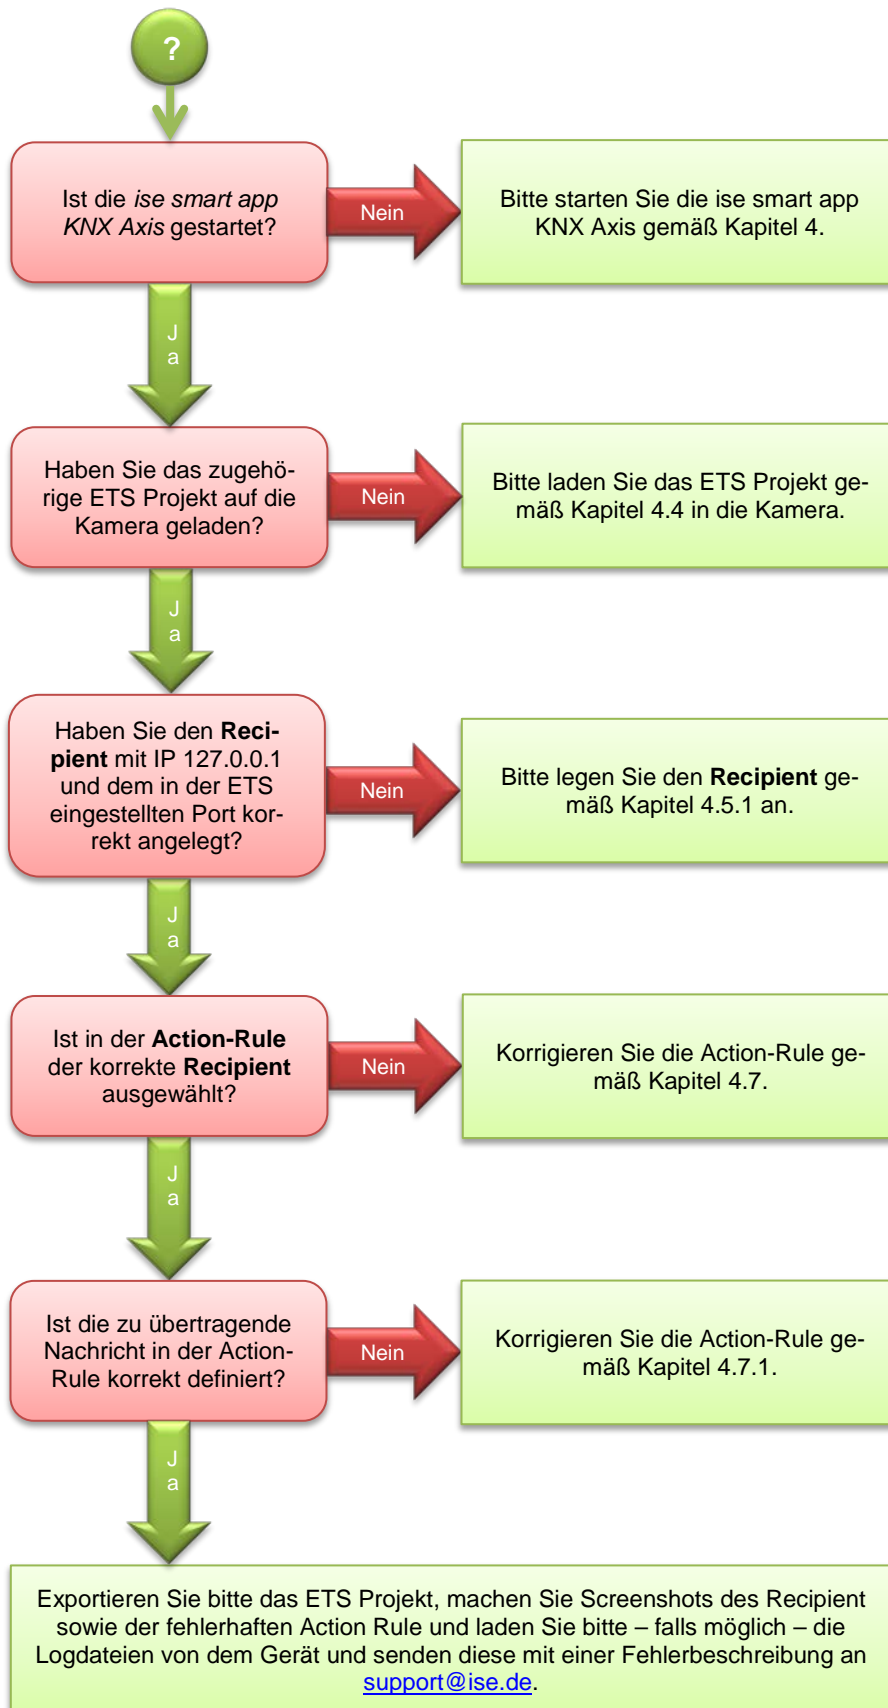 ?
Ist die ise smart app
KNX Axis gestartet?
Nein
Bitte starten Sie die ise smart app
KNX Axis gemäß Kapitel 4.
J
a
Haben Sie das zugehö-
rige ETS Projekt auf die
Kamera geladen?
Nein
Bitte laden Sie das ETS Projekt ge-
mäß Kapitel 4.4 in die Kamera.
J
a
Haben Sie den Reci-
pient mit IP 127.0.0.1
und dem in der ETS
eingestellten Port kor-
rekt angelegt?
Nein
Bitte legen Sie den Recipient ge-
mäß Kapitel 4.5.1 an.
J
a
Ist in der Action-Rule
der korrekte Recipient
ausgewählt?
Nein
Korrigieren Sie die Action-Rule ge-
mäß Kapitel 4.7.
J
a
Ist die zu übertragende
Nachricht in der Action-
Rule korrekt definiert?
Nein
Korrigieren Sie die Action-Rule ge-
mäß Kapitel 4.7.1.
J
a
Exportieren Sie bitte das ETS Projekt, machen Sie Screenshots des Recipient
sowie der fehlerhaften Action Rule und laden Sie bitte – falls möglich – die
Logdateien von dem Gerät und senden diese mit einer Fehlerbeschreibung an
support@ise.de.